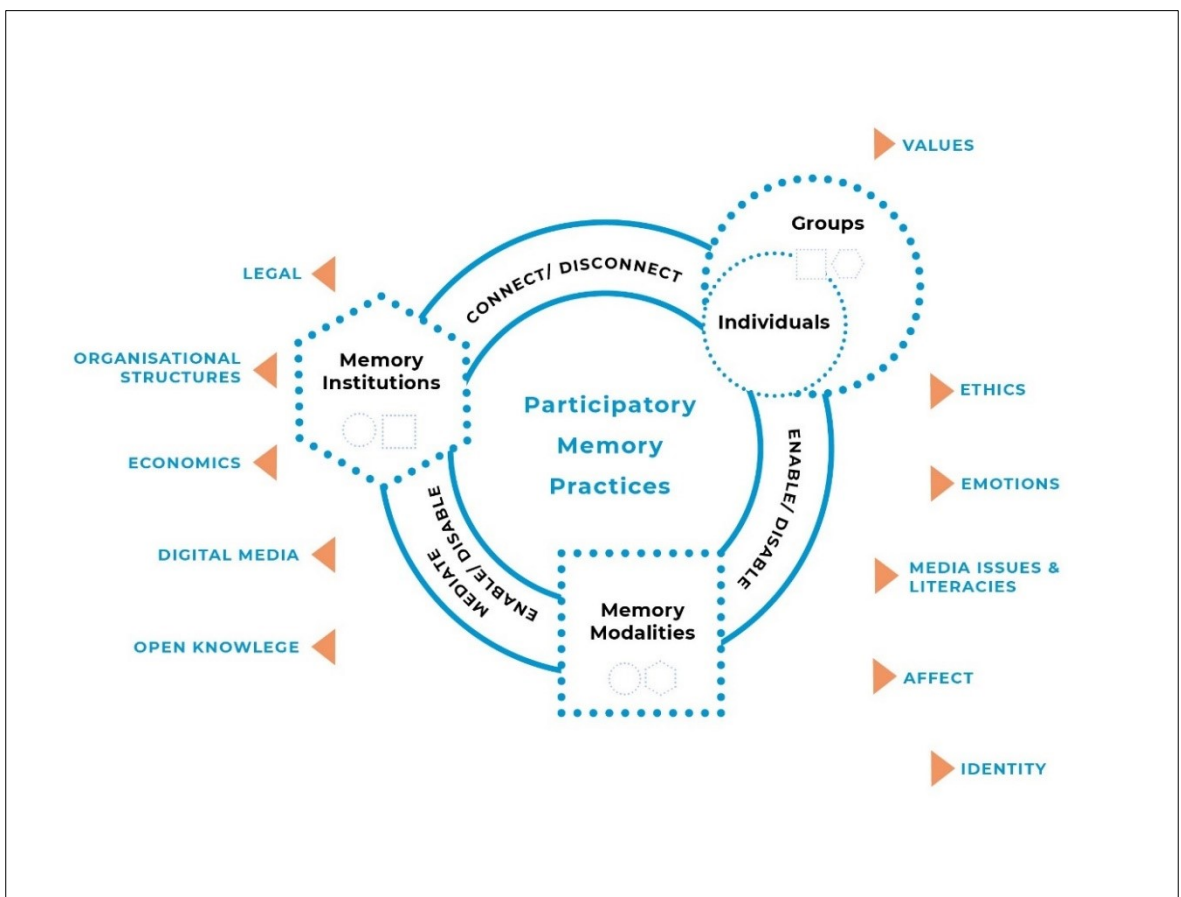 VALUES
Groups
LEGAL
CONNECT/ DISCONNECT
Individuals
ORGANISATIONAL
STRUCTURES
Memory
Institutions
Participatory
Memory
Practices
ETHICS
ECONOMICS
ENABLE/ DISABLE
EMOTIONS
MEDIATE
ENABLE/ DISABLE
DIGITAL MEDIA
MEDIA ISSUES &
LITERACIES
Memory
Modalities
OPEN KNOWLEGE
AFFECT
IDENTITY